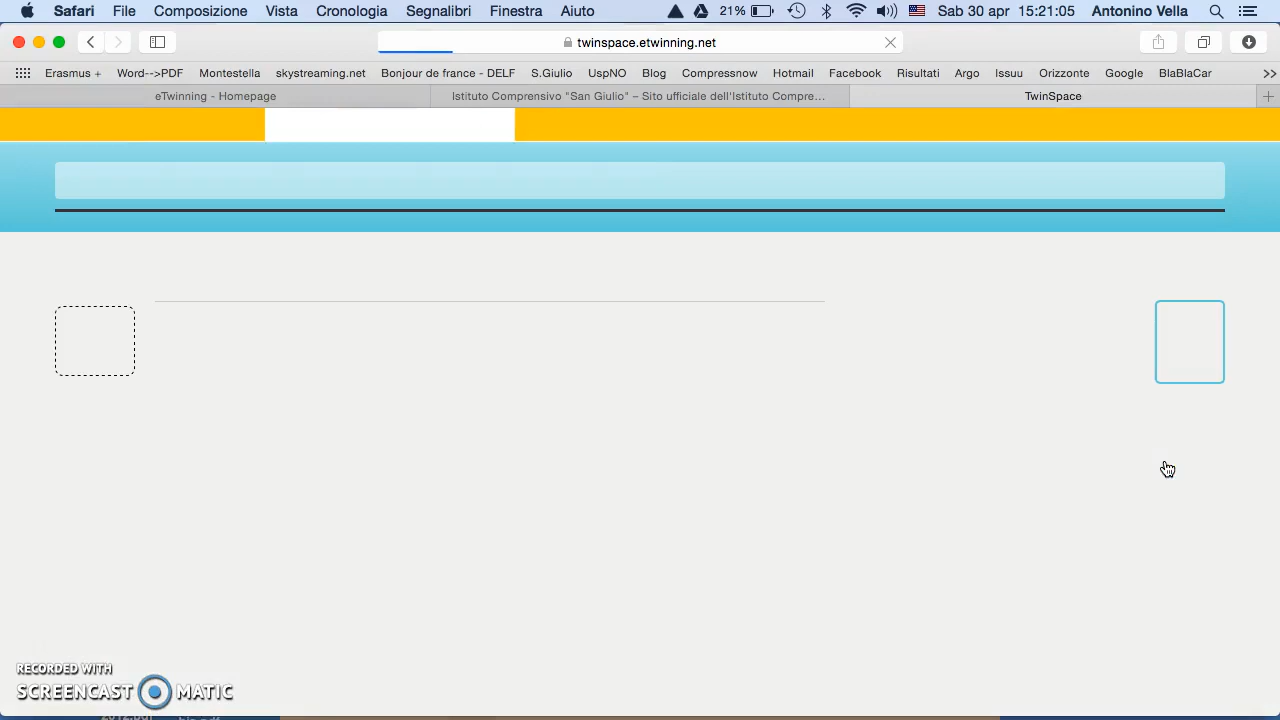 Safari File Composizione Vista Cronologia Segnalibri Finestra Aiuto 21% Sab 30 apr 15:21:05 Antonino Vella
twinspace.etwinning.net
Erasmus + Word-->PDF Montestella skystreaming.net Bonjour de france - DELF S.Giulio UspNO Blog Compressnow Hotmail Facebook Risultati Argo Issuu Orizzonte Google BlaBlaCar >>
eTwinning - Homepage Istituto Comprensivo "San Giulio" – Sito ufficiale dell'Istituto Compre... TwinSpace +
RECORDED WITH
SCREENCAST MATIC